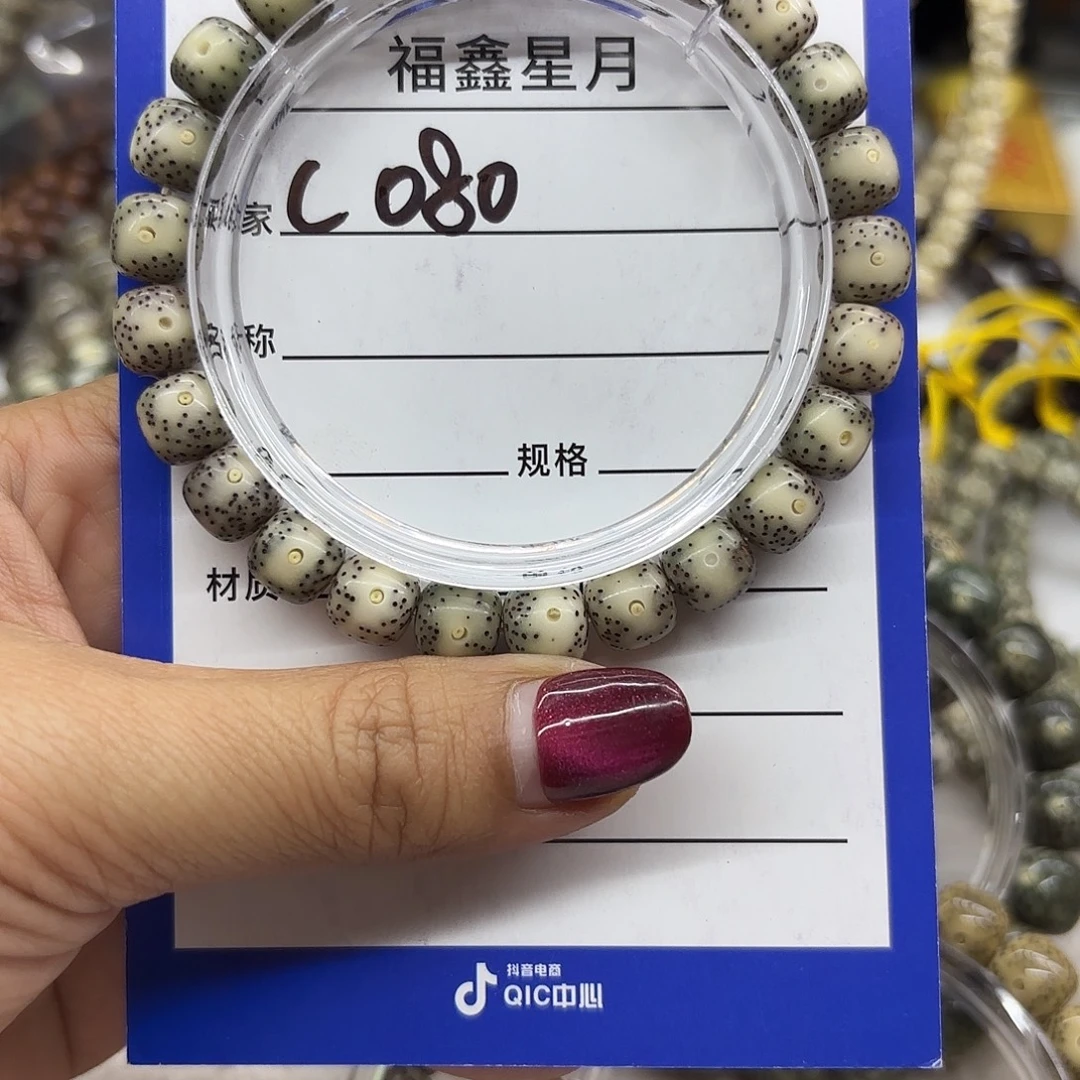 福鑫星月
家 C 080
称
规格
材质
抖音电商
QIC中心